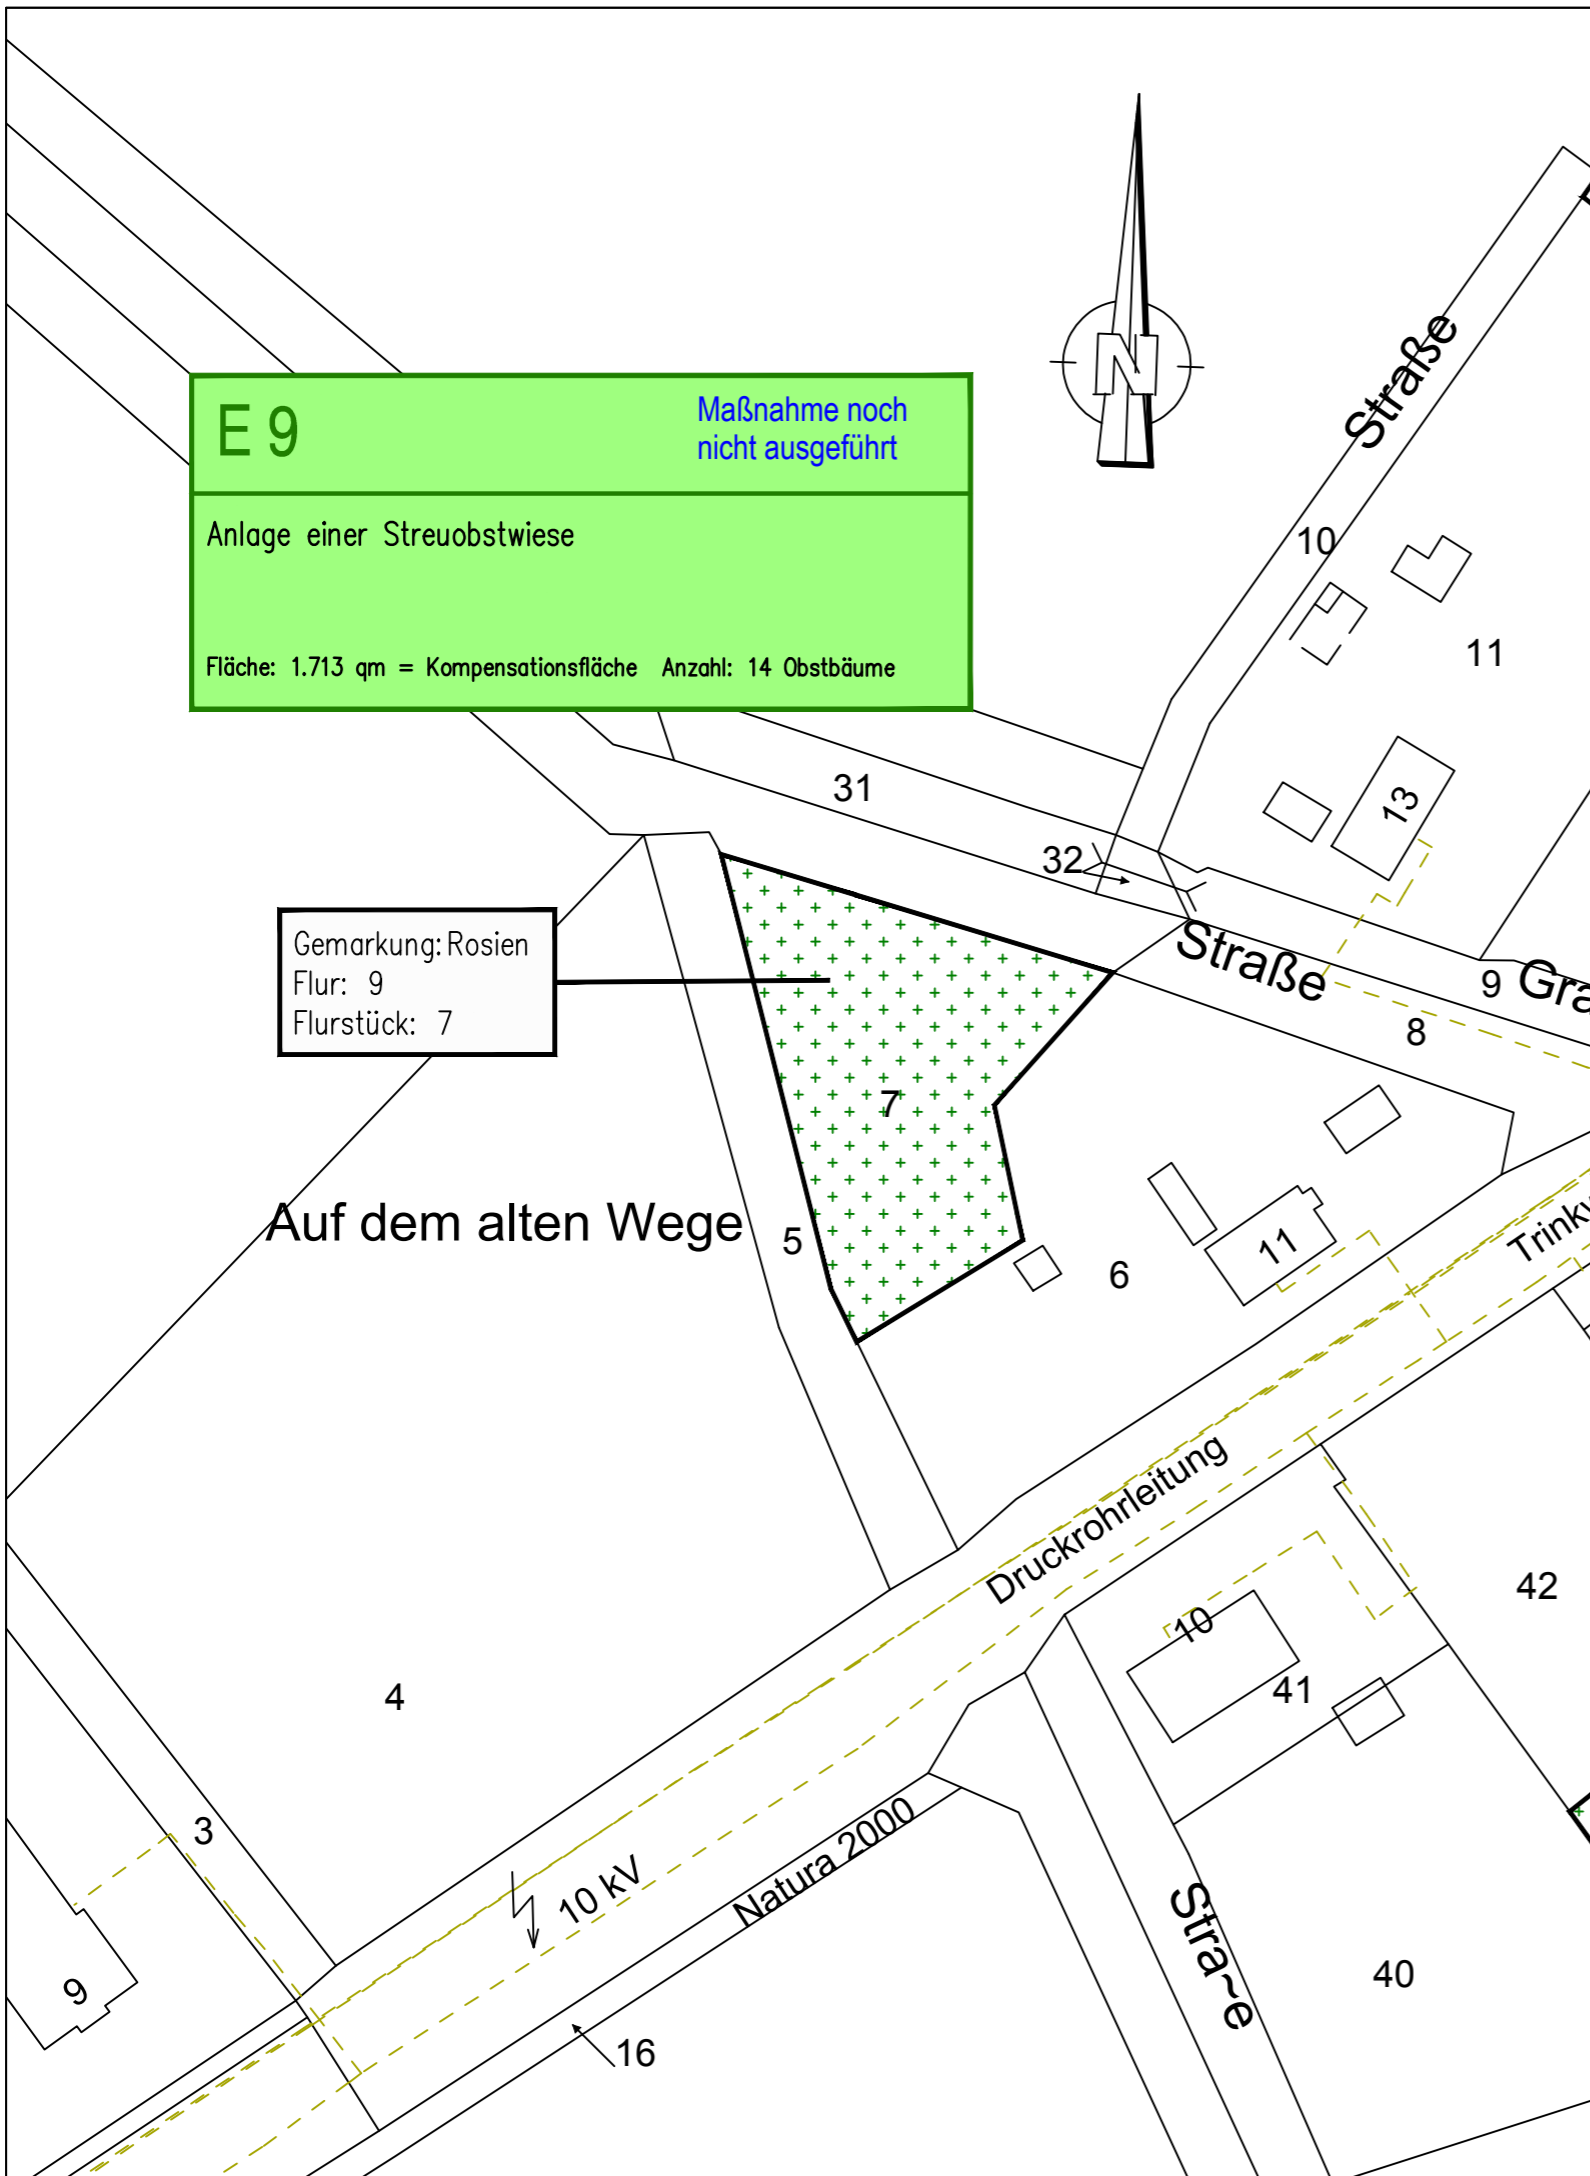 N
Straße
E 9
Maßnahme noch
nicht ausgeführt
Anlage einer Streuobstwiese
Fläche: 1.713 qm = Kompensationsfläche Anzahl: 14 Obstbäume
10
11
31
13
32
Straße
9
Gra
8
Gemarkung: Rosien
Flur: 9
Flurstück: 7
7
Auf dem alten Wege
5
6
11
Trinkw
Druckrohrleitung
10
42
41
4
3
Natura 2000
10 kV
Stra~e
9
40
16